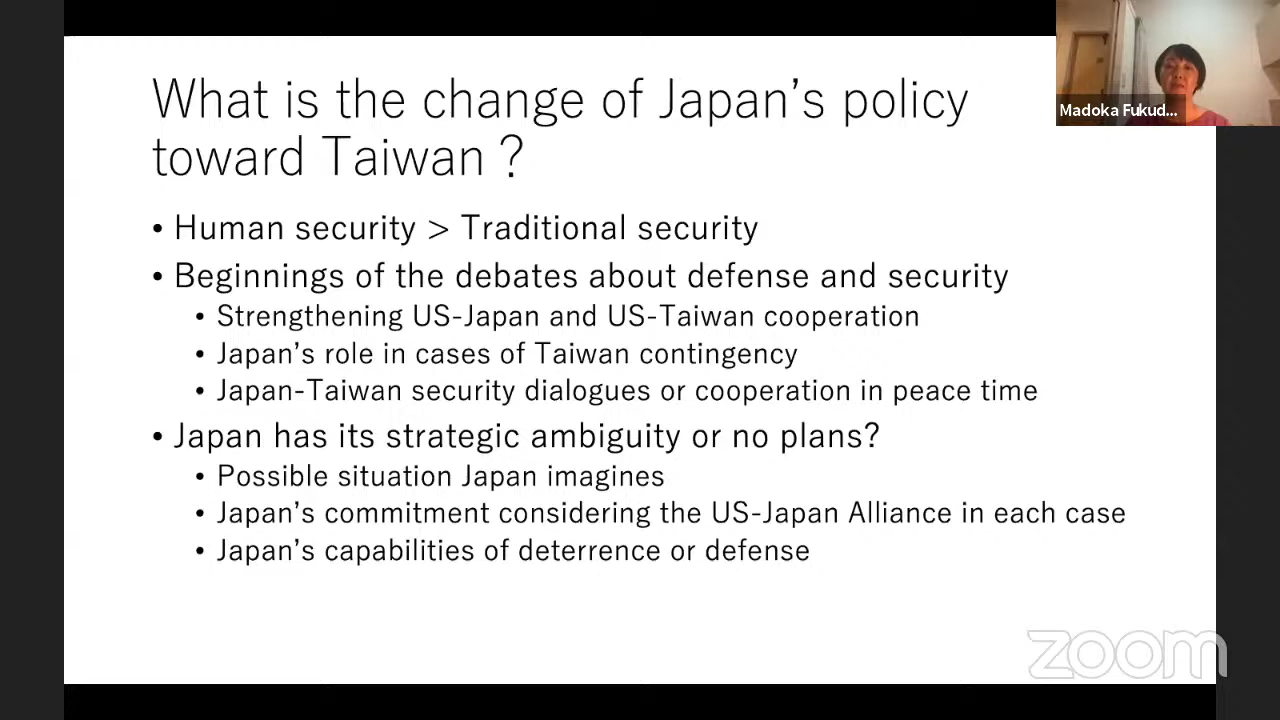 What is the change of Japan’s policy
toward Taiwan？
• Human security > Traditional security
• Beginnings of the debates about defense and security
• Strengthening US-Japan and US-Taiwan cooperation
• Japan’s role in cases of Taiwan contingency
• Japan-Taiwan security dialogues or cooperation in peace time
• Japan has its strategic ambiguity or no plans?
• Possible situation Japan imagines
• Japan’s commitment considering the US-Japan Alliance in each case
• Japan’s capabilities of deterrence or defense
Madoka Fukud...
zoom